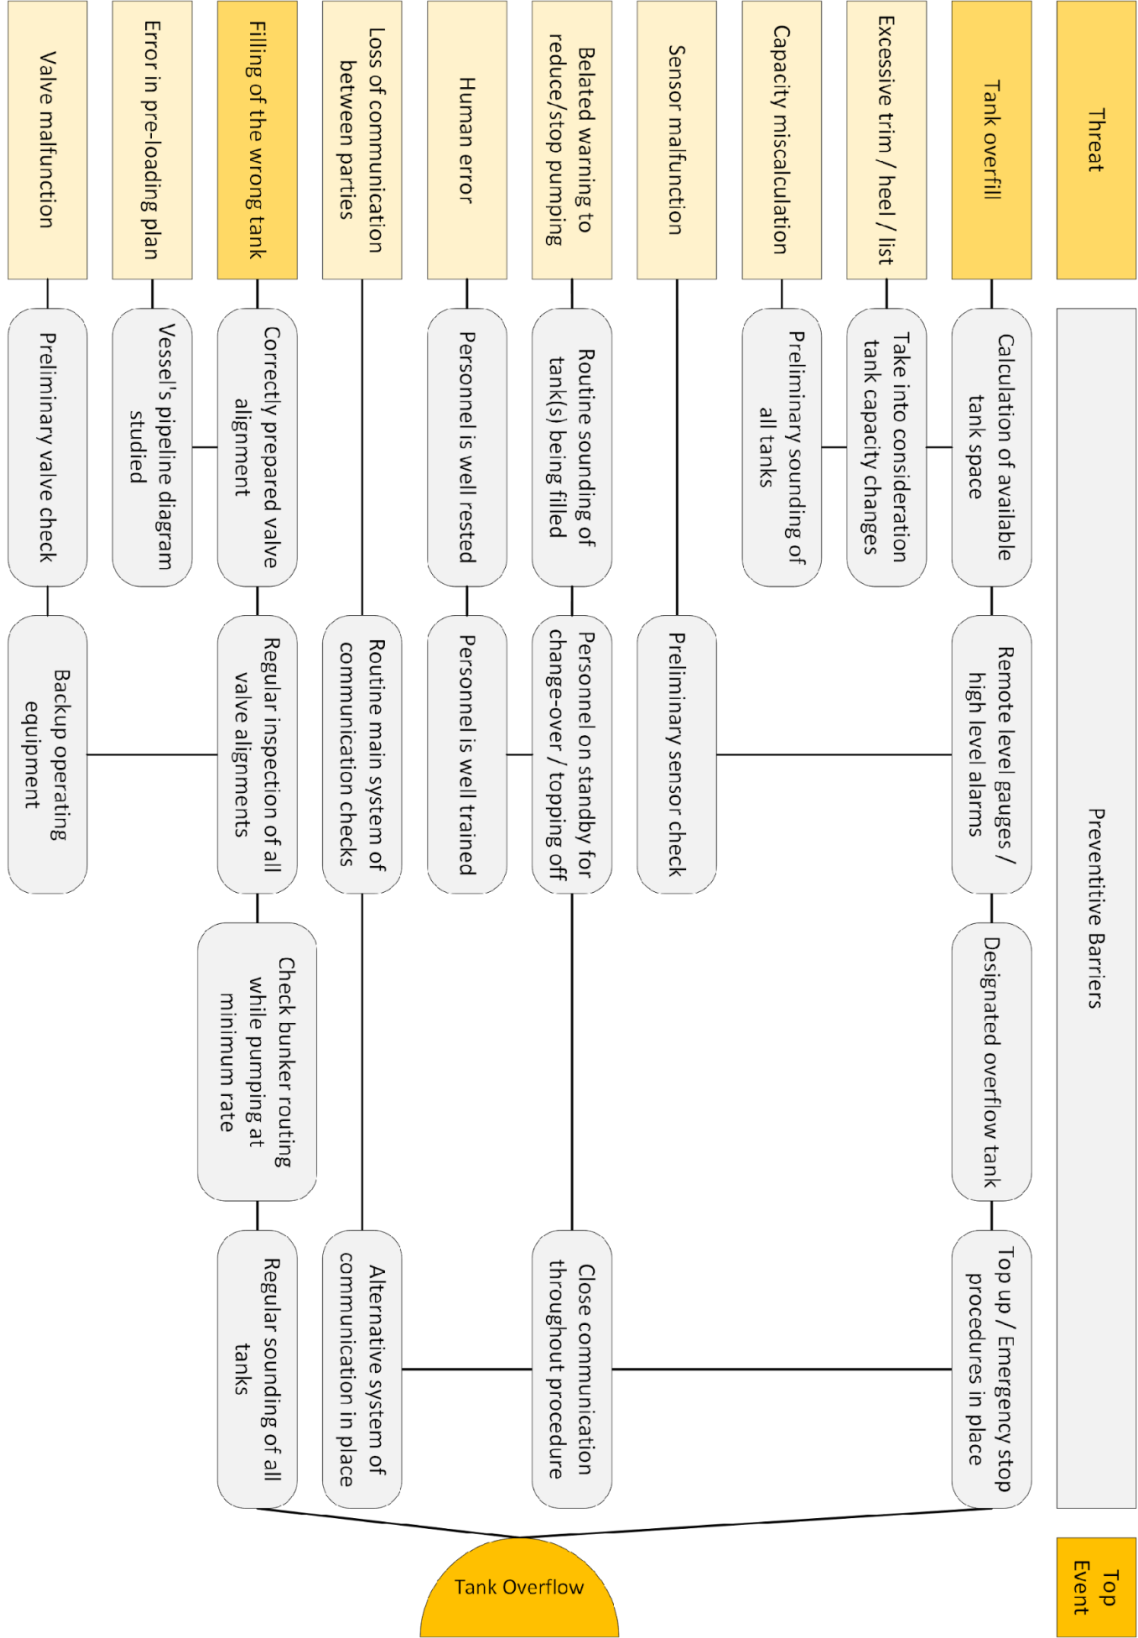 Threat
Preventitive Barriers
Top
Event
Tank overfill
Calculation of available
tank space
Remote level gauges /
high level alarms
Designated overflow tank
Top up / Emergency stop
procedures in place
Excessive trim / heel / list
Take into consideration
tank capacity changes
Capacity miscalculation
Preliminary sounding of
all tanks
Sensor malfunction
Preliminary sensor check
Belated warning to
reduce/stop pumping
Routine sounding of
tank(s) being filled
Personnel on standby for
change-over / topping off
Close communication
throughout procedure
Human error
Personnel is well rested
Personnel is well trained
Tank Overflow
Loss of communication
between parties
Routine main system of
communication checks
Alternative system of
communication in place
Filling of the wrong tank
Correctly prepared valve
alignment
Regular inspection of all
valve alignments
Check bunker routing
while pumping at
minimum rate
Regular sounding of all
tanks
Error in pre-loading plan
Vessel's pipeline diagram
studied
Valve malfunction
Preliminary valve check
Backup operating
equipment